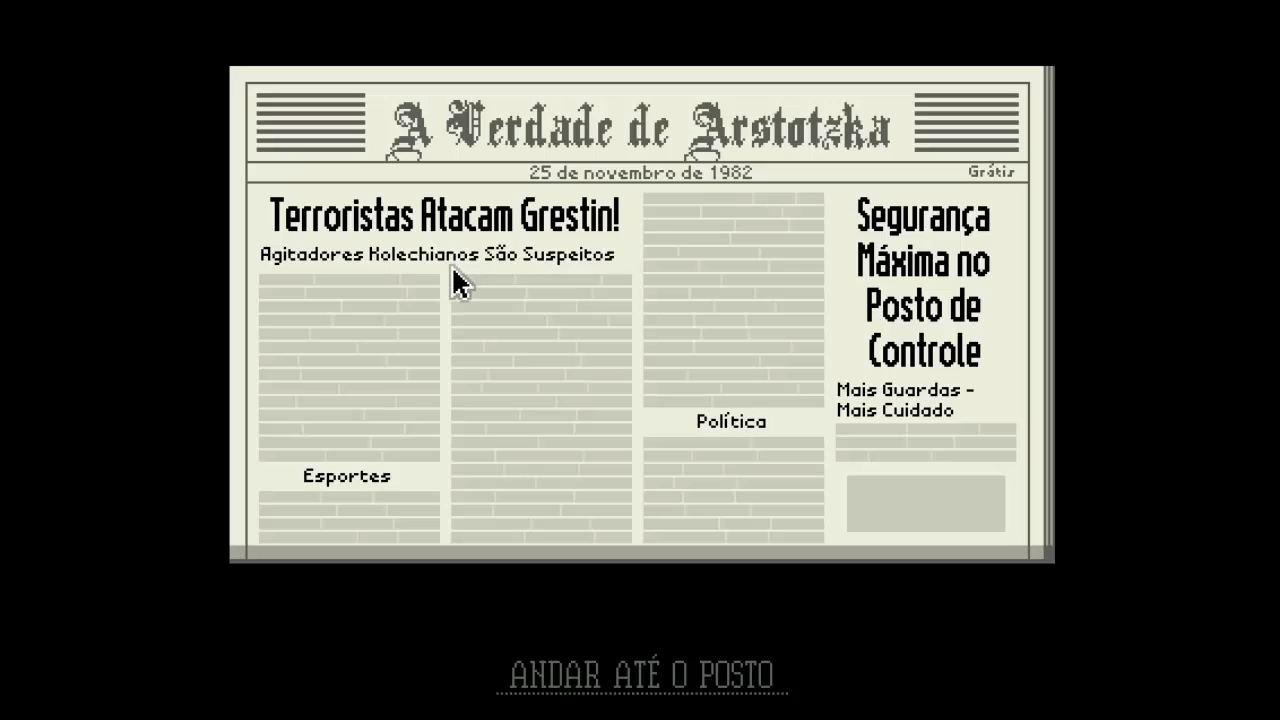 A Verdade de Arstotzka
25 de novembro de 1982
Grátis
Terroristas Atacam Grestin!
Agitadores Kolechianos São Suspeitos
Esportes
Política
Segurança
Máxima no
Posto de
Controle
Mais Guardas -
Mais Cuidado
ANDAR ATÉ O POSTO